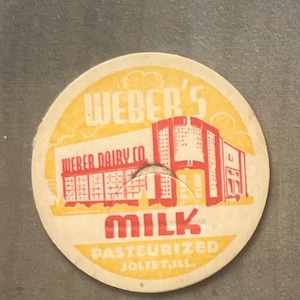 WEBER'S
WEBER DAIRY CO.
MILK
PASTEURIZED
JOLIET, ILL.